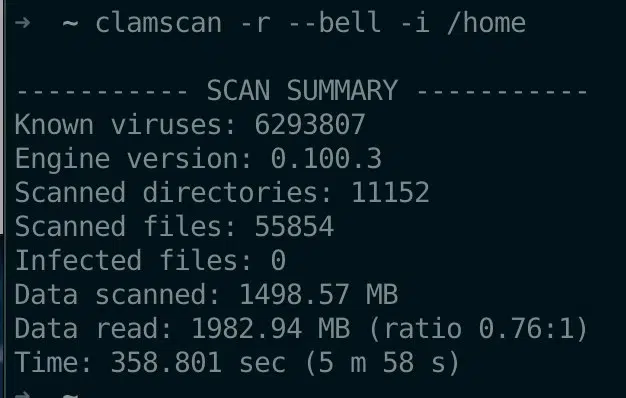 →  ~ clamscan -r --bell -i /home
----------- SCAN SUMMARY -----------
Known viruses: 6293807
Engine version: 0.100.3
Scanned directories: 11152
Scanned files: 55854
Infected files: 0
Data scanned: 1498.57 MB
Data read: 1982.94 MB (ratio 0.76:1)
Time: 358.801 sec (5 m 58 s)
→  ~